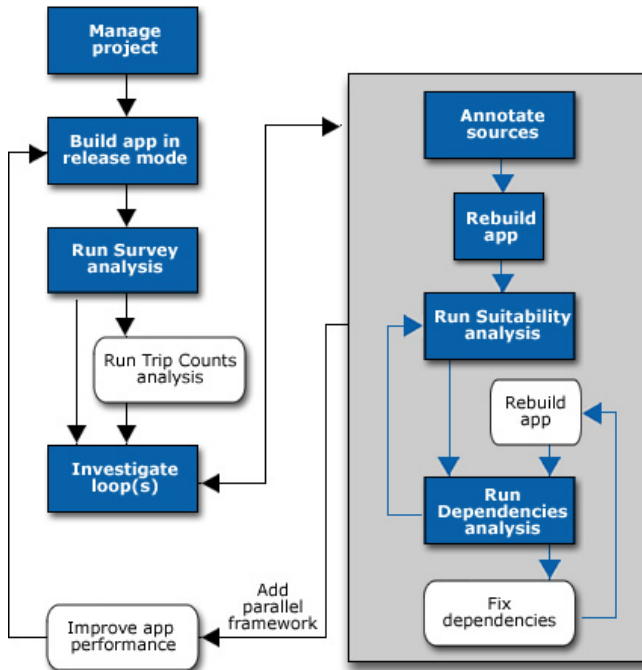 Manage
project
Build app in
release mode
Run Survey
analysis
Run Trip Counts
analysis
Investigate
loop(s)
Improve app
performance
Add
parallel
framework
Annotate
sources
Rebuild
app
Run Suitability
analysis
Rebuild
app
Run
Dependencies
analysis
Fix
dependencies